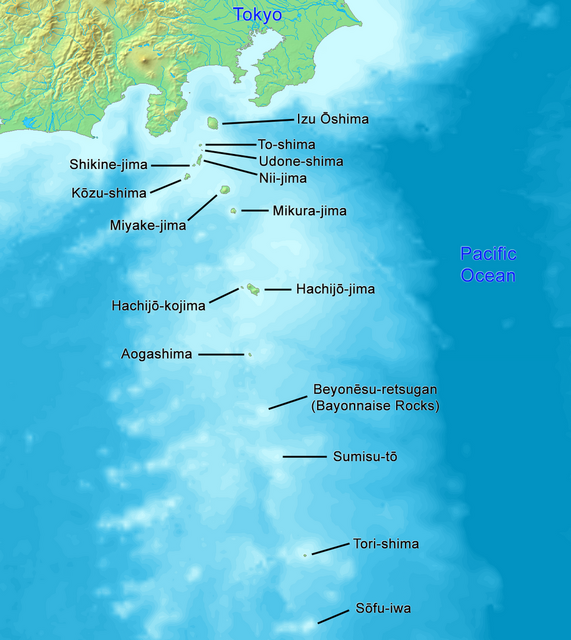 Tokyo
Izu Ōshima
To-shima
Udone-shima
Shikine-jima
Nii-jima
Kōzu-shima
Mikura-jima
Miyake-jima
Pacific
Ocean
Hachijō-jima
Hachijō-kojima
Aogashima
Beyonēsu-retsugan
(Bayonnaise Rocks)
Sumisu-tō
Tori-shima
Sōfu-iwa